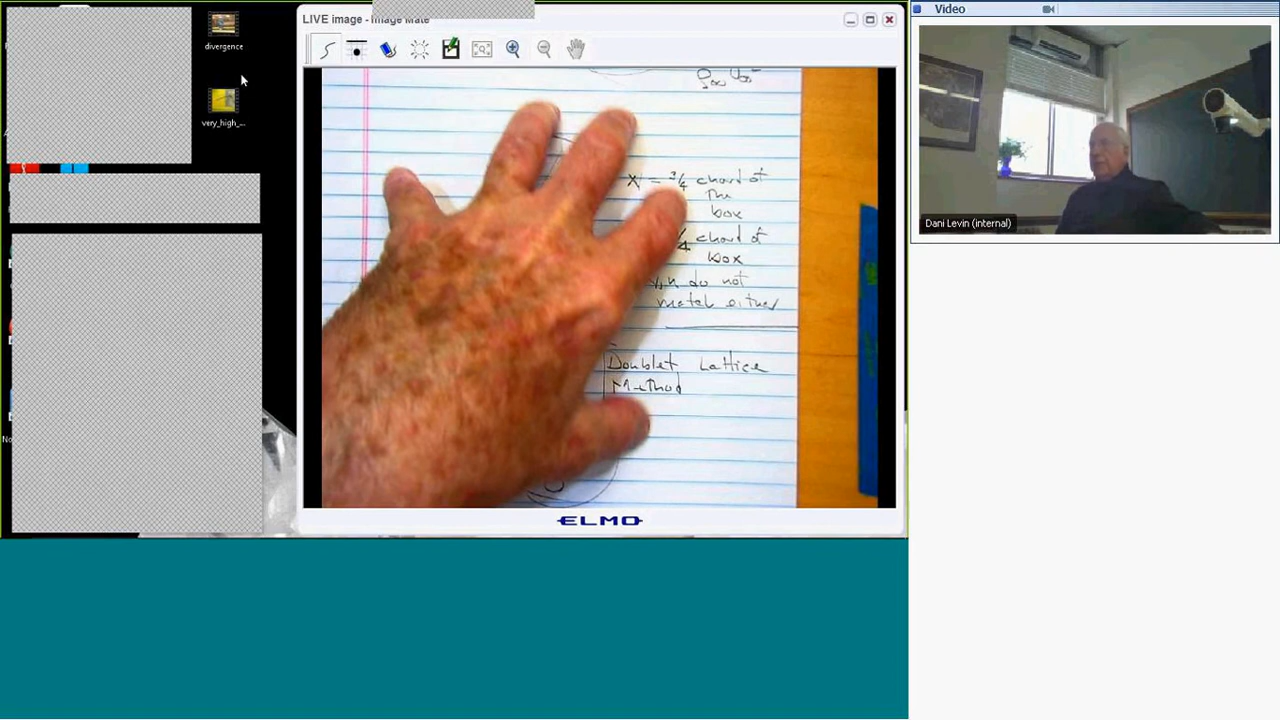 LIVE image - Image Mate
Video
divergence
very_high_...
X = 3/4 chord of
the
box
/4 chord of
box
do not
match either
Doublet Lattice
Method
ELMO
Dani Levin (internal)
No